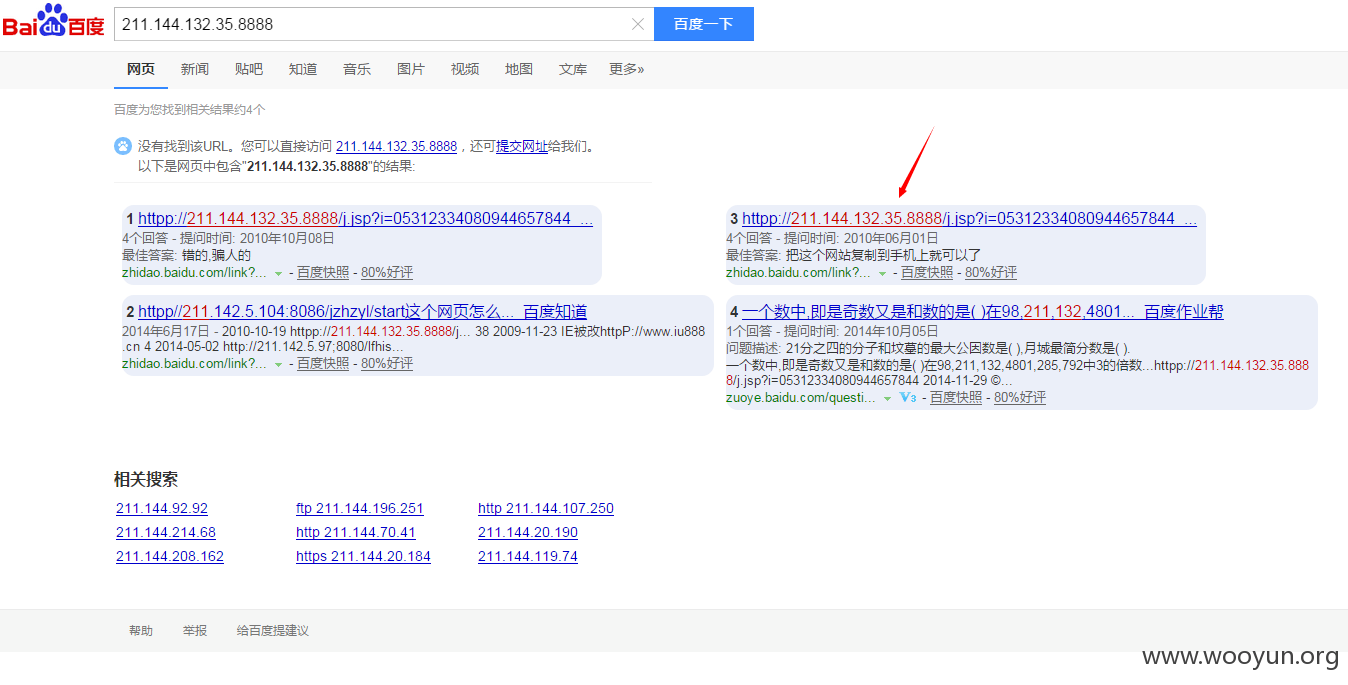 Bai du 百度 211.144.132.35.8888 百度一下
网页 新闻 贴吧 知道 音乐 图片 视频 地图 文库 更多»
百度为您找到相关结果约4个
没有找到该URL。您可以直接访问 211.144.132.35.8888，还可提交网址给我们。
以下是网页中包含"211.144.132.35.8888"的结果:
1 httpp://211.144.132.35.8888/j.jsp?i=05312334080944657844 ...
4个回答 - 提问时间: 2010年10月08日
最佳答案: 错的,骗人的
zhidao.baidu.com/link?... - 百度快照 - 80%好评
2 httpp//211.142.5.104:8086/jzhzyl/start这个网页怎么..._百度知道
2014年6月17日 - 2010-10-19 httpp://211.144.132.35.8888/j... 38 2009-11-23 IE被改httpP://www.iu888
.cn 4 2014-05-02 http://211.142.5.97;8080/lfhis...
zhidao.baidu.com/link?... - 百度快照 - 80%好评
3 httpp://211.144.132.35.8888/j.jsp?i=05312334080944657844 ...
4个回答 - 提问时间: 2010年06月01日
最佳答案: 把这个网站复制到手机上就可以了
zhidao.baidu.com/link?... - 百度快照 - 80%好评
4 一个数中,即是奇数又是和数的是( )在98,211,132,4801..._百度作业帮
1个回答 - 提问时间: 2014年10月05日
问题描述: 21分之四的分子和坟墓的最大公因数是( ),月城最简分数是( ).
一个数中,即是奇数又是和数的是( )在98,211,132,4801,285,792中3的倍数...httpp://211.144.132.35.888
8/j.jsp?i=05312334080944657844 2014-11-29 ©...
zuoye.baidu.com/questi... V3 - 百度快照 - 80%好评
相关搜索
211.144.92.92 ftp 211.144.196.251 http 211.144.107.250
211.144.214.68 http 211.144.70.41 211.144.20.190
211.144.208.162 https 211.144.20.184 211.144.119.74
帮助 举报 给百度提建议
www.wooyun.org